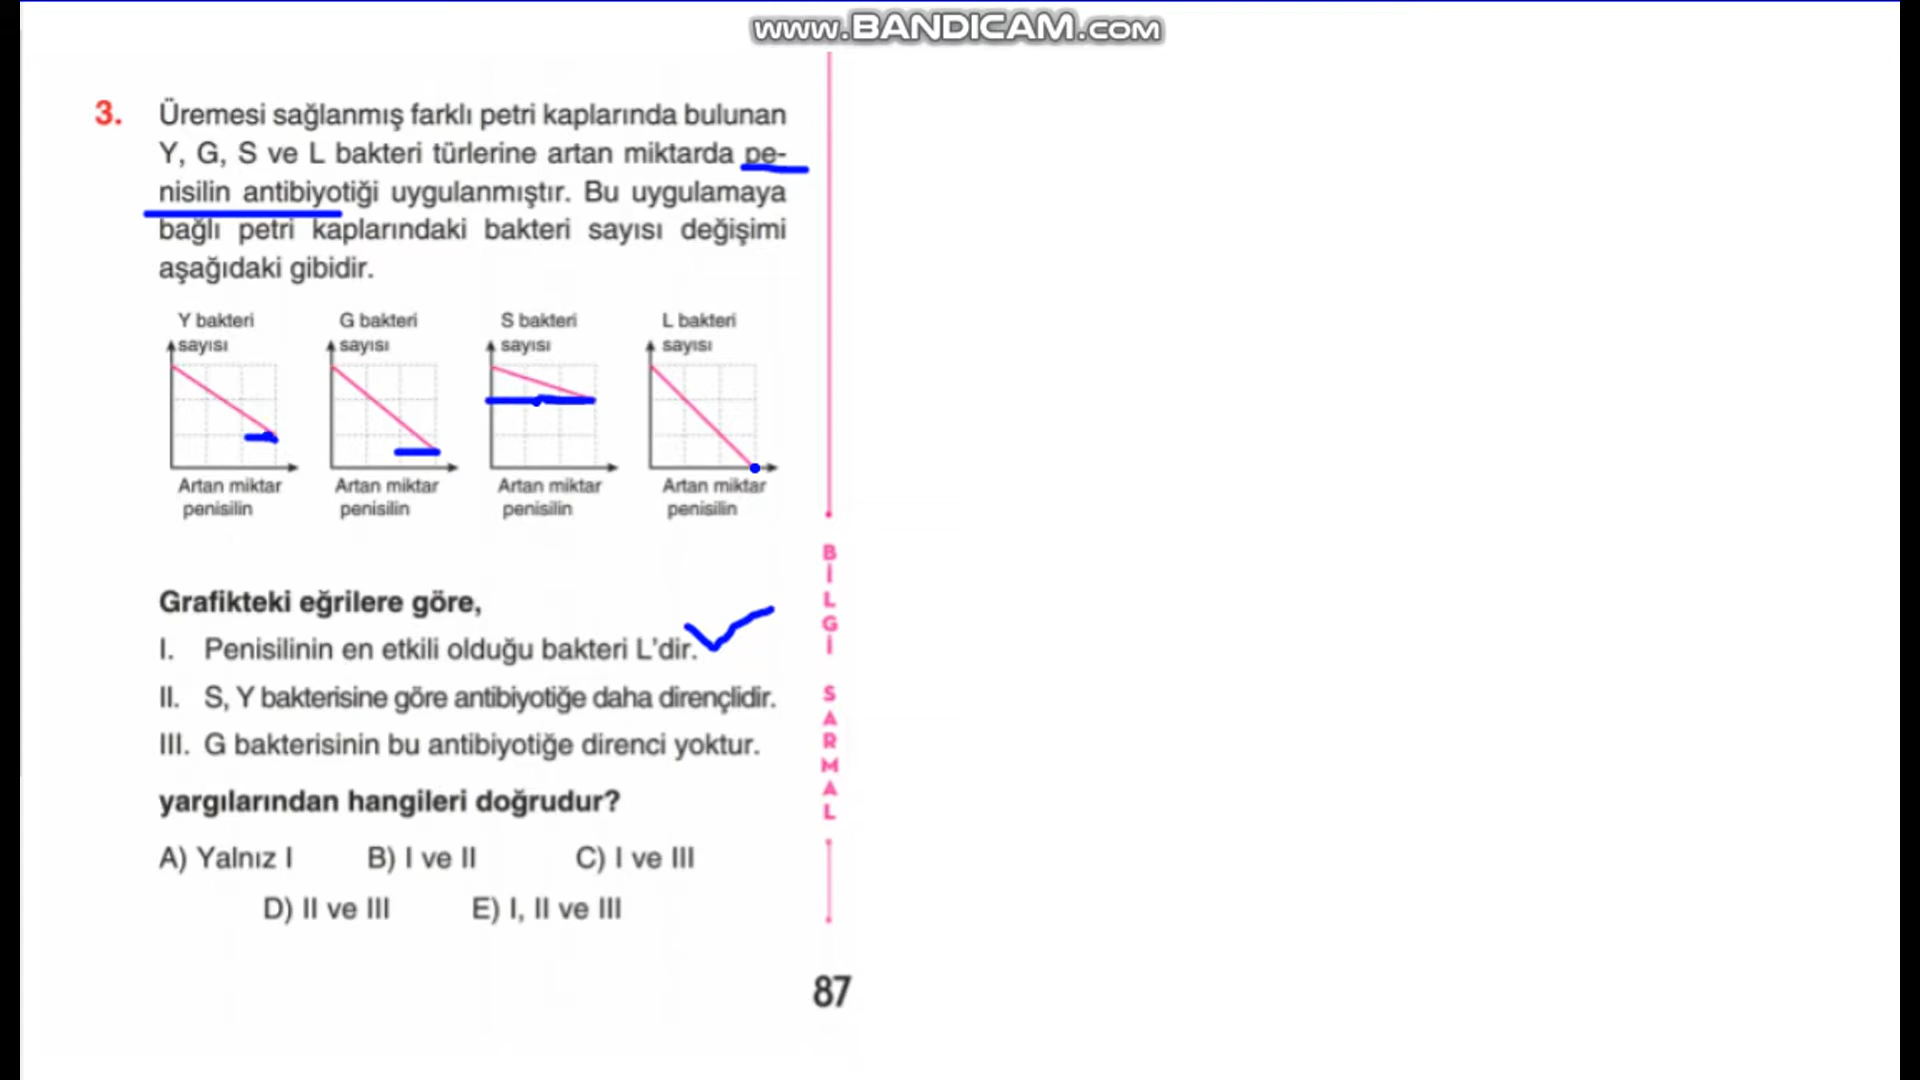 www.BANDICAM.com
3. Üremesi sağlanmış farklı petri kaplarında bulunan
Y, G, S ve L bakteri türlerine artan miktarda pe-
nisilin antibiyotiği uygulanmıştır. Bu uygulamaya
bağlı petri kaplarındaki bakteri sayısı değişimi
aşağıdaki gibidir.
Y bakteri
sayısı
Artan miktar
penisilin
G bakteri
sayısı
Artan miktar
penisilin
S bakteri
sayısı
Artan miktar
penisilin
L bakteri
sayısı
Artan miktar
penisilin
Grafikteki eğrilere göre,
I. Penisilinin en etkili olduğu bakteri L'dir.
II. S, Y bakterisine göre antibiyotiğe daha dirençlidir.
III. G bakterisinin bu antibiyotiğe direnci yoktur.
yargılarından hangileri doğrudur?
A) Yalnız I B) I ve II C) I ve III
D) II ve III E) I, II ve III
BİLGİ SARMAL
87